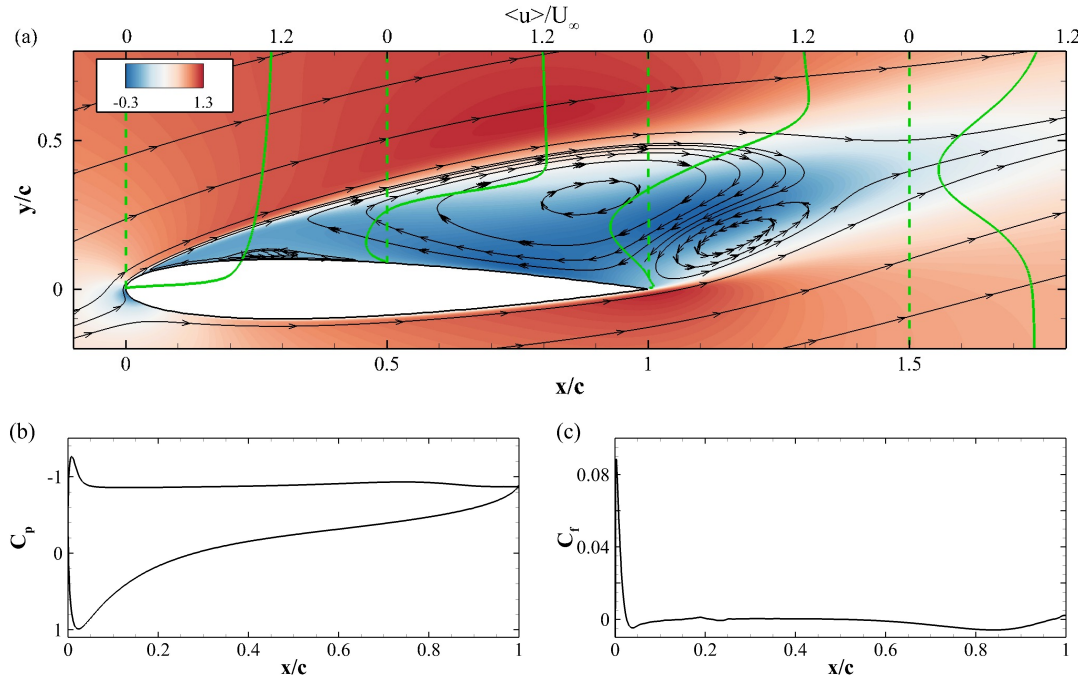 <u>/U∞
(a) 0 1.2 0 1.2 0 1.2 0 1.2
-0.3 1.3
0.5
y/c
0
0 0.5 1 1.5
x/c
(b) (c)
-1 0.08
C_p 0 C_f 0.04
1 0
0 0.2 0.4 0.6 0.8 1 0 0.2 0.4 0.6 0.8 1
x/c x/c